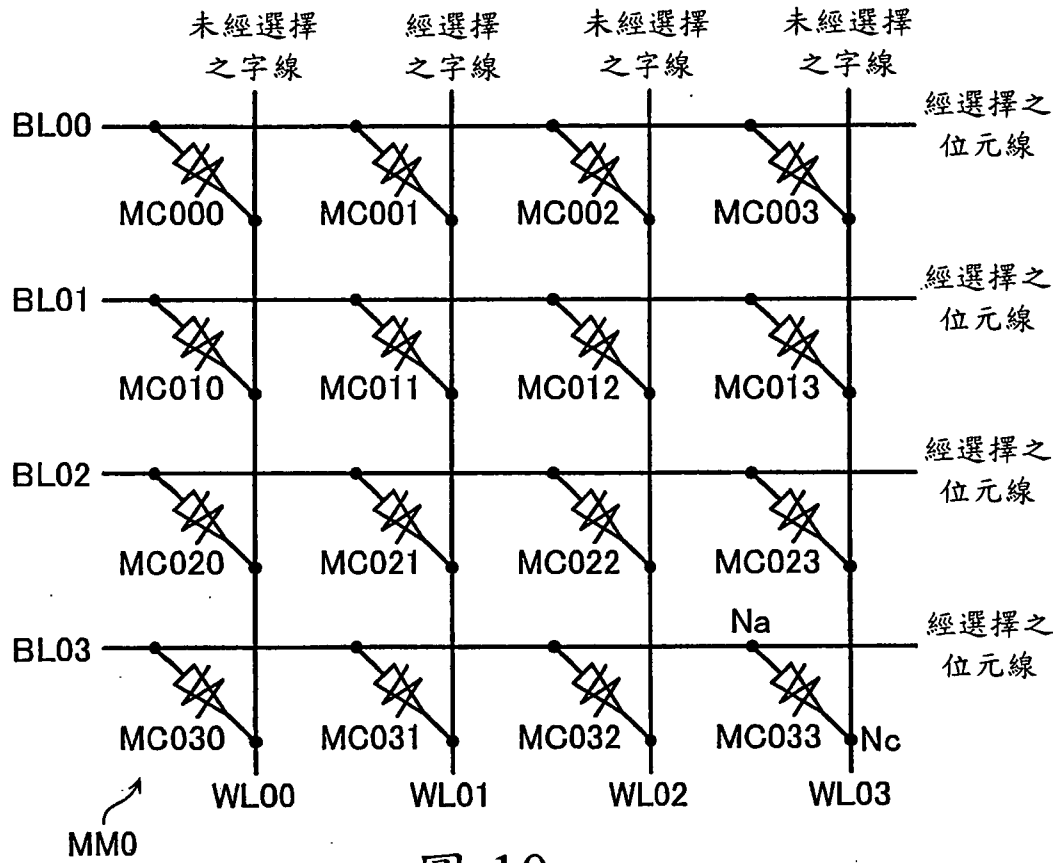 未經選擇
之字線
經選擇
之字線
未經選擇
之字線
未經選擇
之字線
BL00
經選擇之
位元線
MC000 MC001 MC002 MC003
BL01
經選擇之
位元線
MC010 MC011 MC012 MC013
BL02
經選擇之
位元線
MC020 MC021 MC022 MC023
Na
BL03
經選擇之
位元線
MC030 MC031 MC032 MC033 Nc
WL00 WL01 WL02 WL03
MM0
圖 10